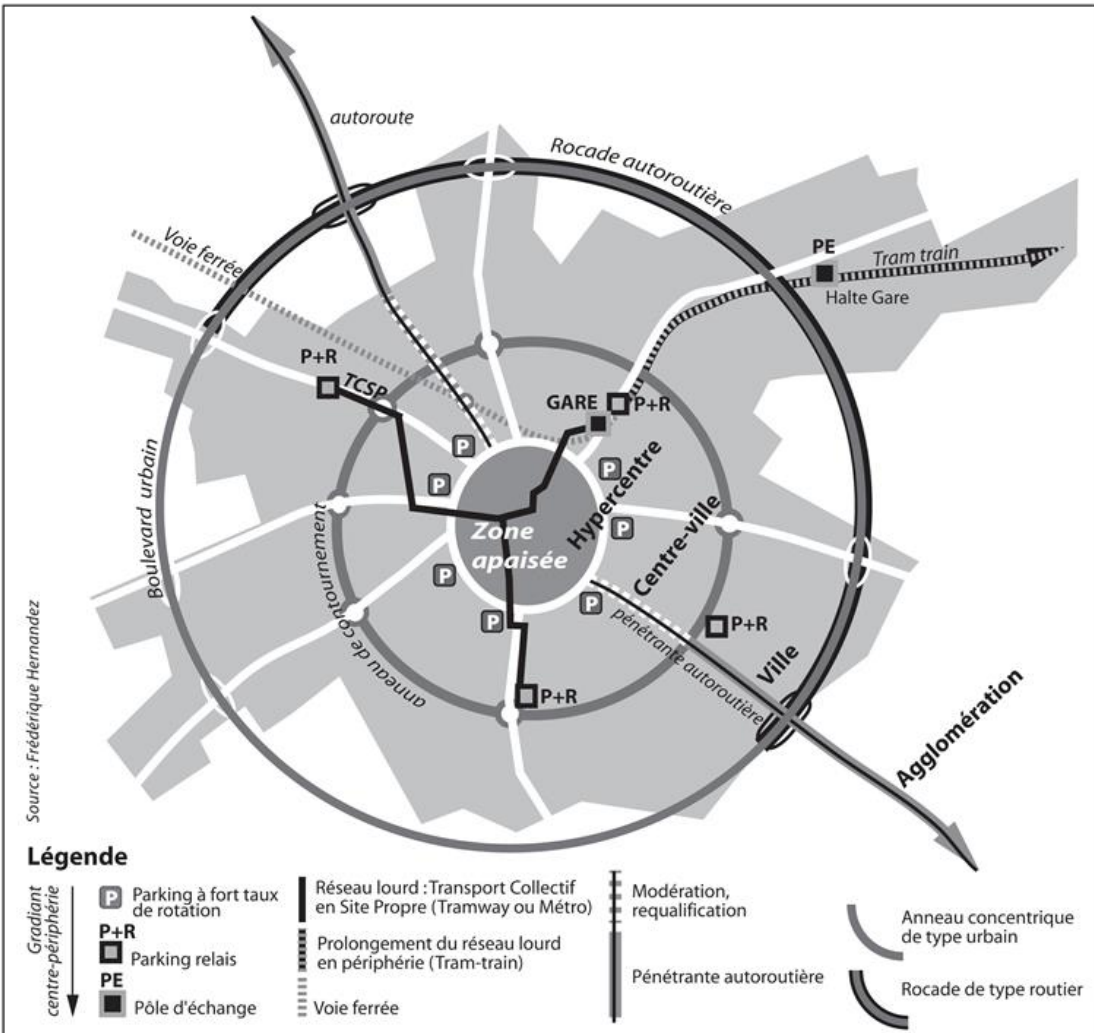 autoroute
Rocade autoroutière
Voie ferrée
PE
Tram train
Halte Gare
P+R
TCSP
GARE
P+R
P
P
P
P
P
P
P
P
Hypercentre
Centre-ville
Zone
apaisée
Boulevard urbain
anneau de contournement
pénétrante autoroutière
P+R
Ville
P+R
Agglomération
Source : Frédérique Hernandez
Légende
Gradiant
centre-périphérie
P
Parking à fort taux
de rotation
P+R
Parking relais
PE
Pôle d'échange
Réseau lourd : Transport Collectif
en Site Propre (Tramway ou Métro)
Prolongement du réseau lourd
en périphérie (Tram-train)
Voie ferrée
Modération,
requalification
Pénétrante autoroutière
Anneau concentrique
de type urbain
Rocade de type routier